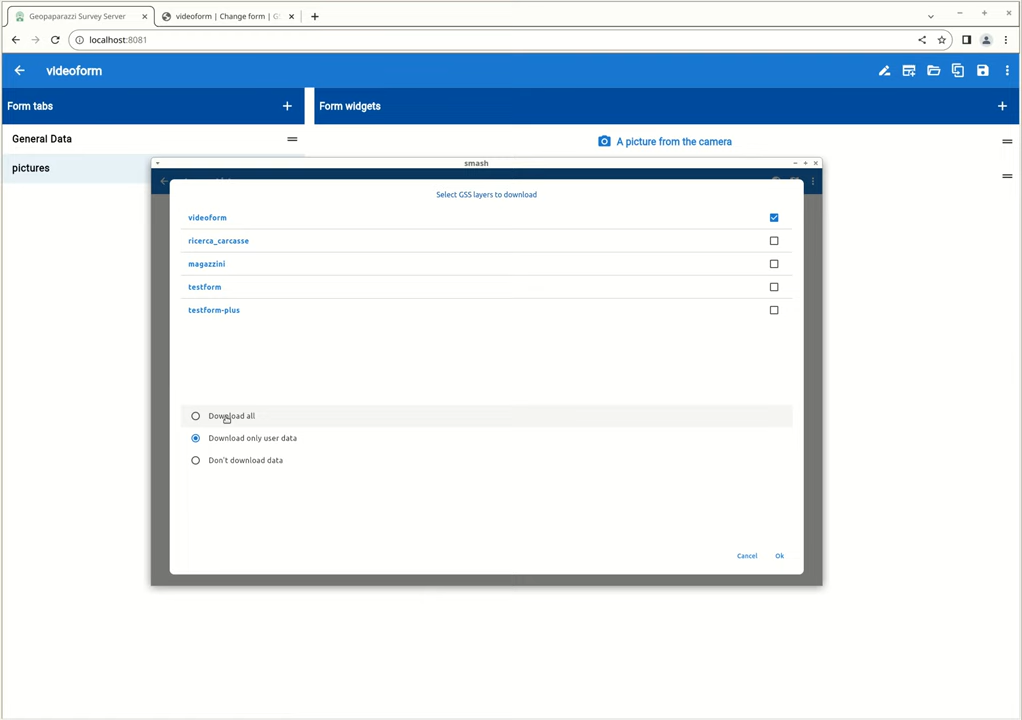 Geopaparazzi Survey Server
videoform | Change form | G
localhost:8081
videoform
Form tabs
Form widgets
General Data
A picture from the camera
pictures
smash
Select GSS layers to download
videoform
ricerca_carcasse
magazzini
testform
testform-plus
Download all
Download only user data
Don't download data
Cancel
Ok